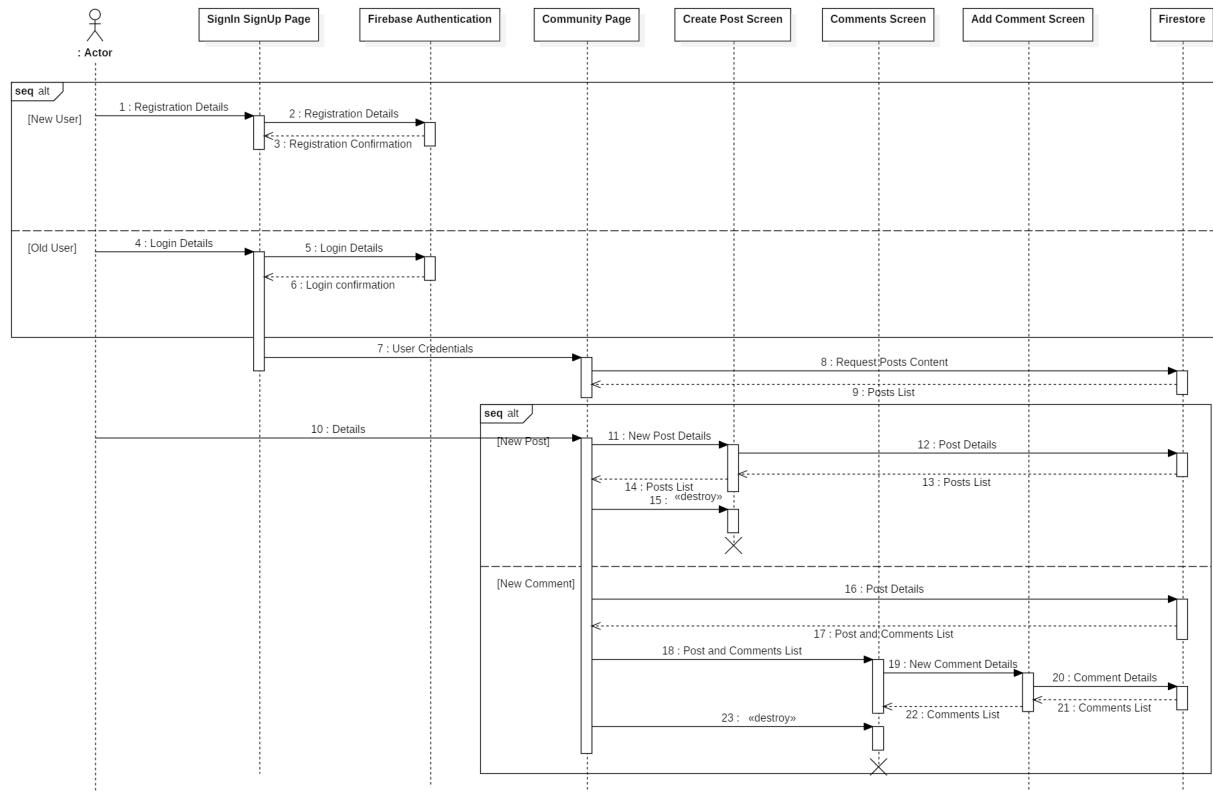 SignIn SignUp Page
Firebase Authentication
Community Page
Create Post Screen
Comments Screen
Add Comment Screen
Firestore
: Actor
seq alt
[New User]
1 : Registration Details
2 : Registration Details
3 : Registration Confirmation
[Old User]
4 : Login Details
5 : Login Details
6 : Login confirmation
7 : User Credentials
8 : Request Posts Content
9 : Posts List
seq alt
10 : Details
[New Post]
11 : New Post Details
12 : Post Details
13 : Posts List
14 : Posts List
15 : «destroy»
[New Comment]
16 : Post Details
17 : Post and Comments List
18 : Post and Comments List
19 : New Comment Details
20 : Comment Details
21 : Comments List
22 : Comments List
23 : «destroy»